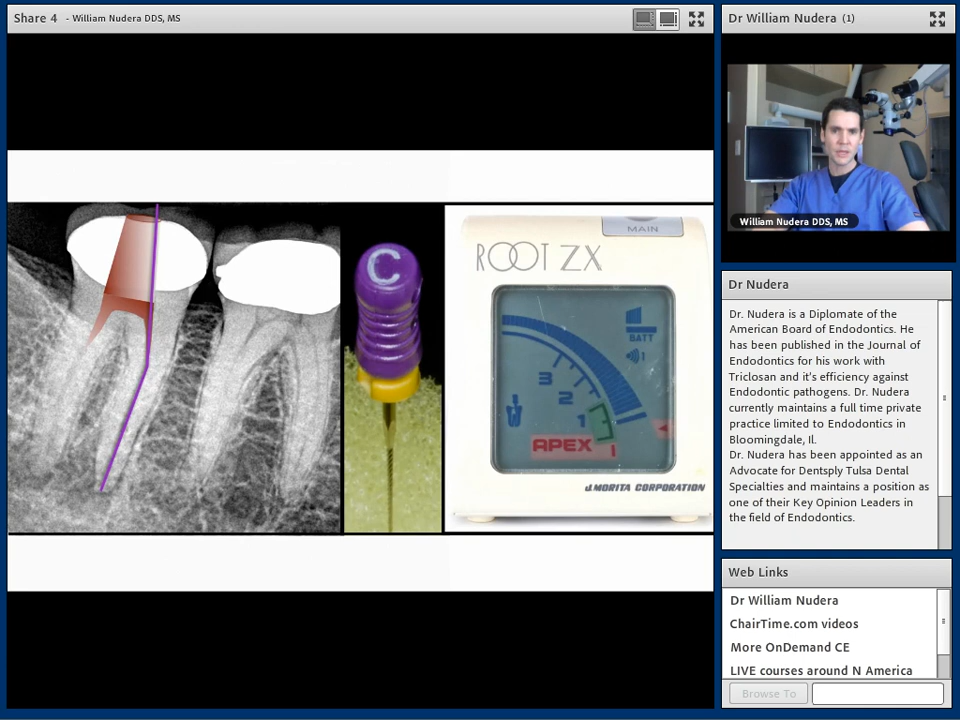 Share 4 - William Nudera DDS, MS
C
MAIN
ROOT ZX
BATT
3
2
1
APEX
J.MORITA CORPORATION
Dr William Nudera (1)
William Nudera DDS, MS
Dr Nudera
Dr. Nudera is a Diplomate of the
American Board of Endodontics. He
has been published in the Journal of
Endodontics for his work with
Triclosan and it's efficiency against
Endodontic pathogens. Dr. Nudera
currently maintains a full time private
practice limited to Endodontics in
Bloomingdale, Il.
Dr. Nudera has been appointed as an
Advocate for Dentsply Tulsa Dental
Specialties and maintains a position as
one of their Key Opinion Leaders in
the field of Endodontics.
Web Links
Dr William Nudera
ChairTime.com videos
More OnDemand CE
LIVE courses around N America
Browse To